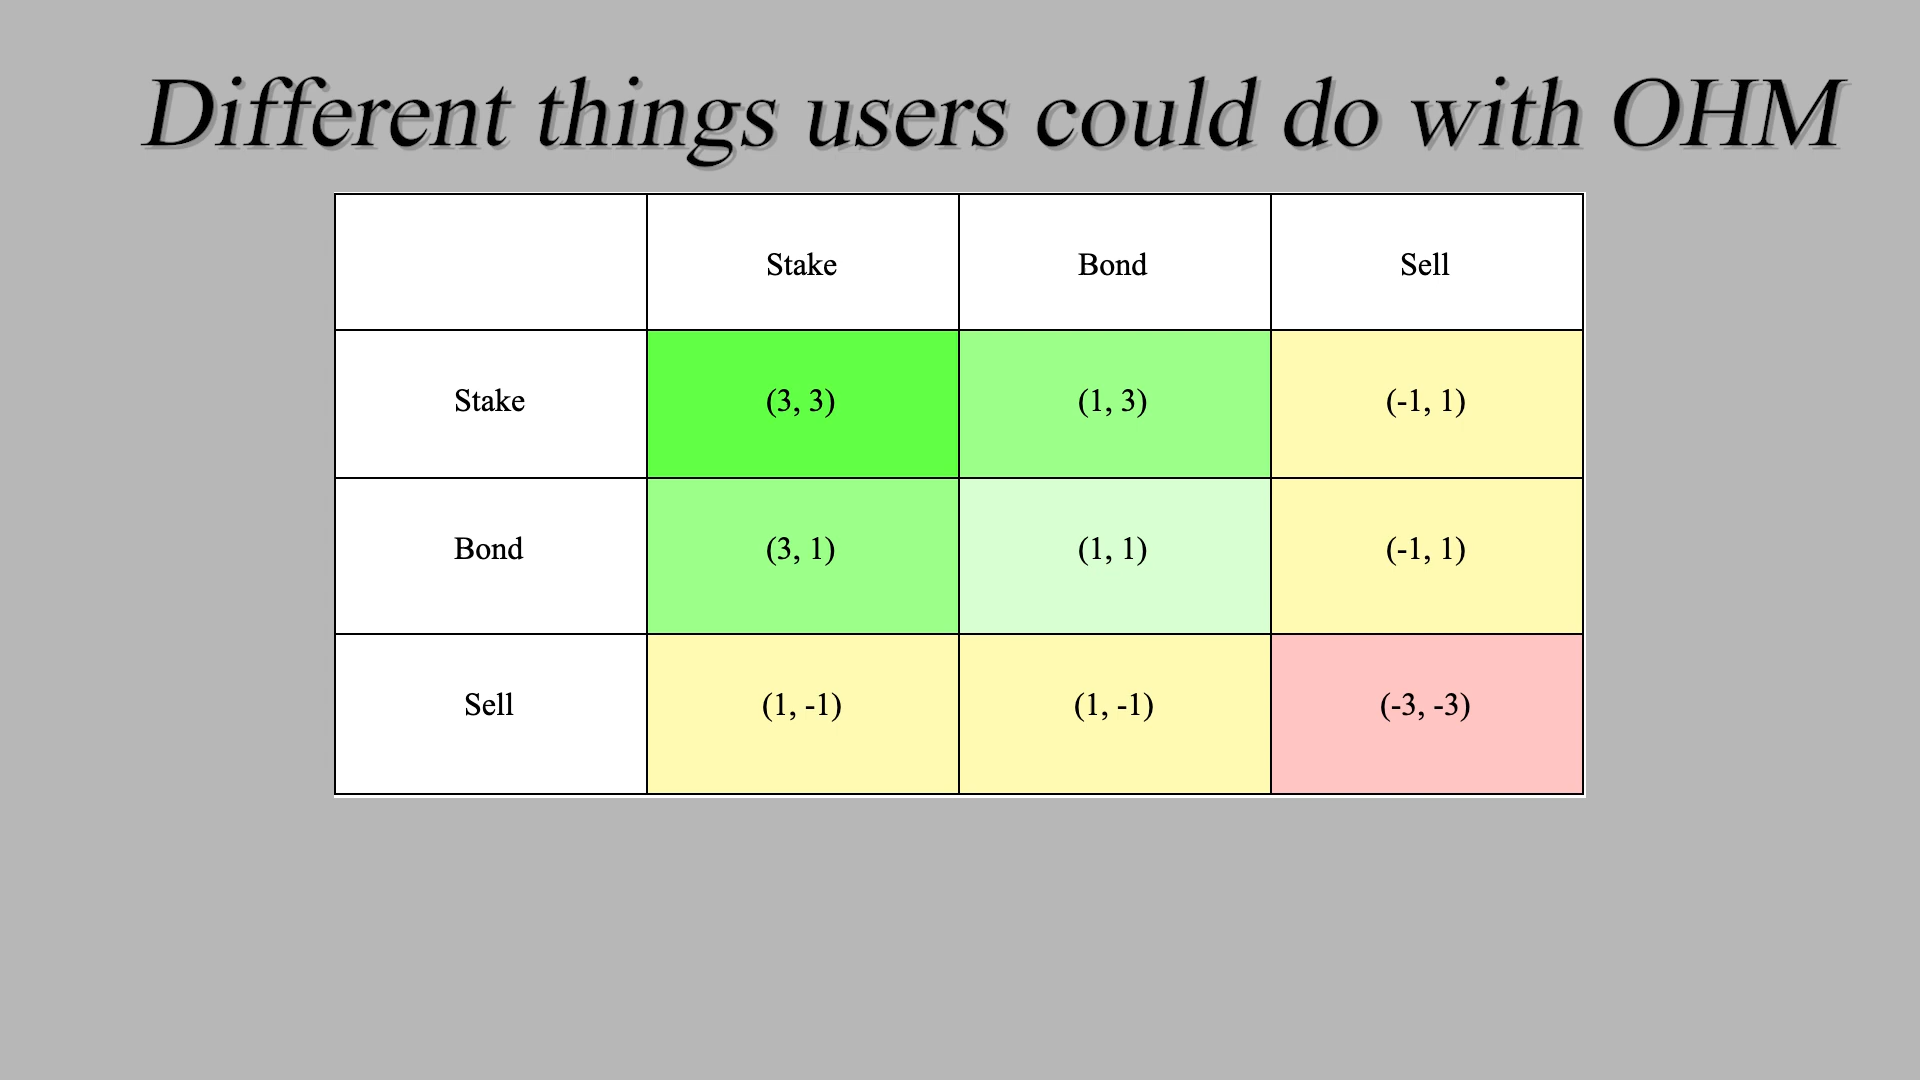 Different things users could do with OHM
Stake Bond Sell
Stake (3, 3) (1, 3) (-1, 1)
Bond (3, 1) (1, 1) (-1, 1)
Sell (1, -1) (1, -1) (-3, -3)